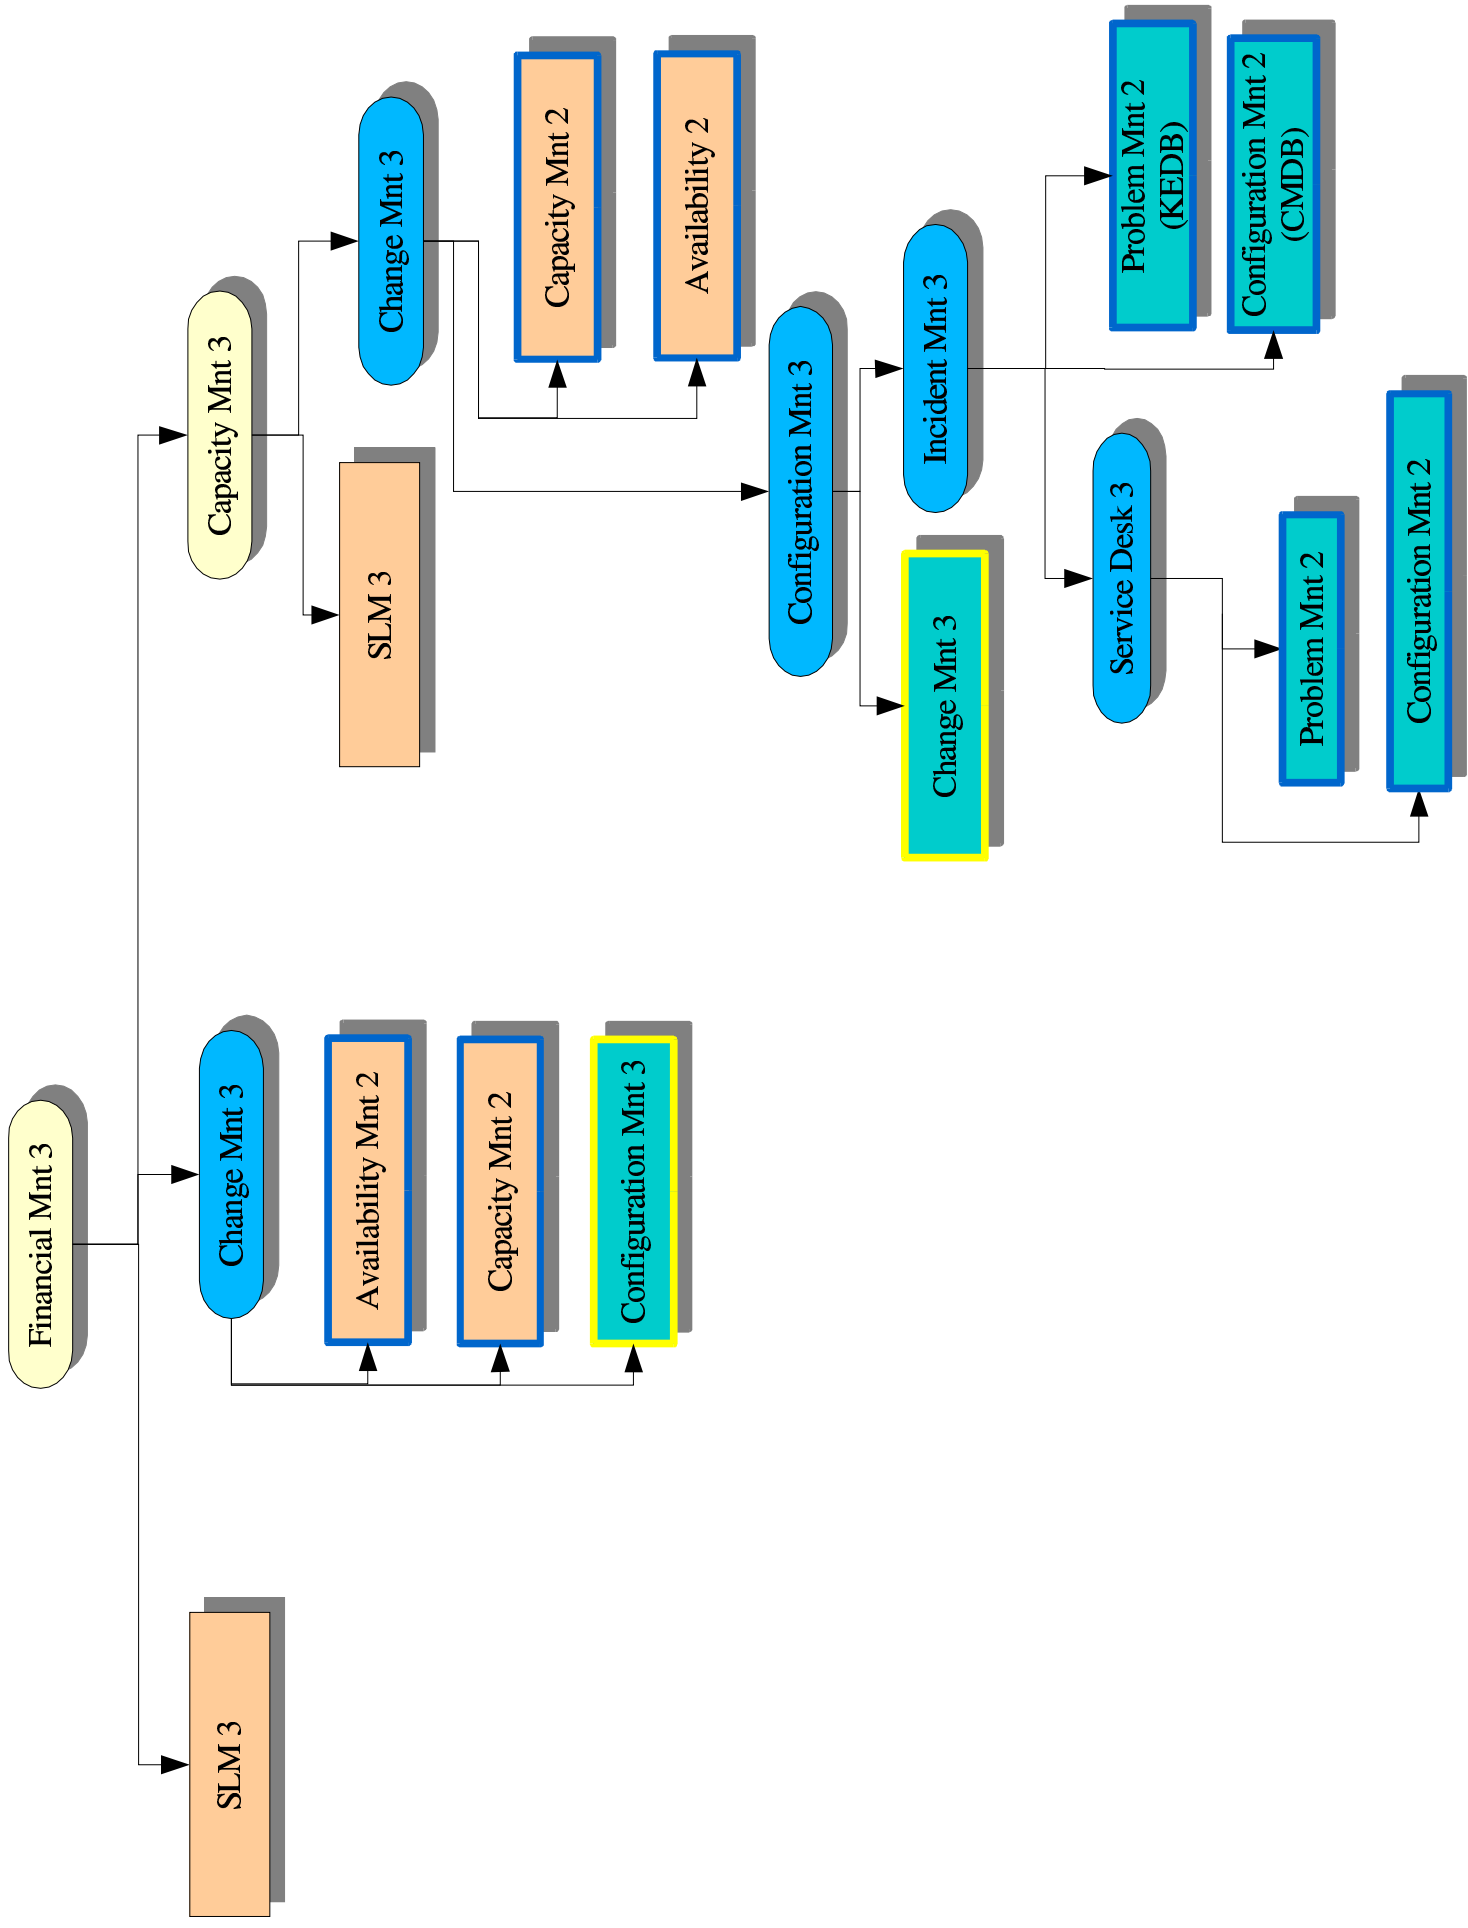 Financial Mnt 3
SLM 3
Change Mnt 3
Capacity Mnt 3
Availability Mnt 2
Capacity Mnt 2
Configuration Mnt 3
SLM 3
Change Mnt 3
Capacity Mnt 2
Availability 2
Configuration Mnt 3
Change Mnt 3
Incident Mnt 3
Service Desk 3
Problem Mnt 2
(KEDB)
Configuration Mnt 2
(CMDB)
Problem Mnt 2
Configuration Mnt 2